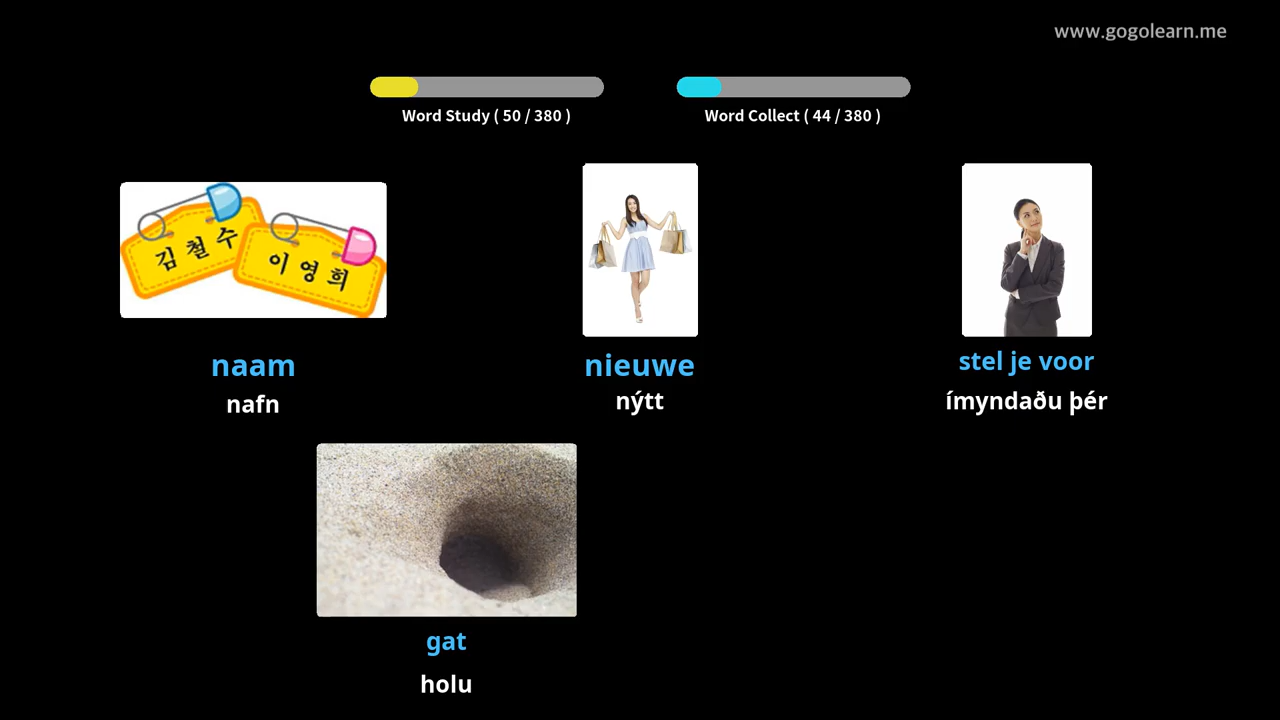 www.gogolearn.me
Word Study ( 50 / 380 )
Word Collect ( 44 / 380 )
김철수
이영희
naam
nafn
nieuwe
nýtt
stel je voor
ímyndaðu þér
gat
holu